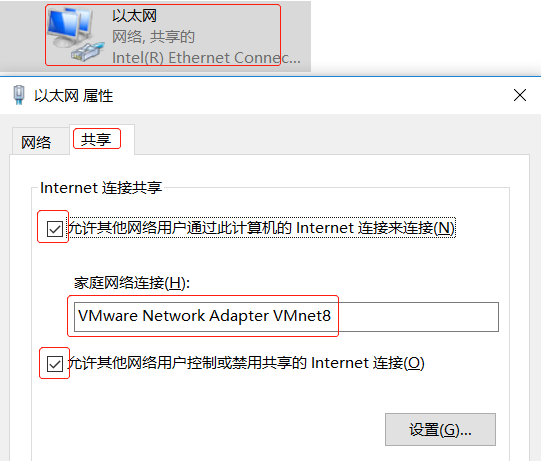 以太网
网络, 共享的
Intel(R) Ethernet Connec...
以太网 属性
网络
共享
Internet 连接共享
允许其他网络用户通过此计算机的 Internet 连接来连接(N)
家庭网络连接(H):
VMware Network Adapter VMnet8
允许其他网络用户控制或禁用共享的 Internet 连接(O)
设置(G)...